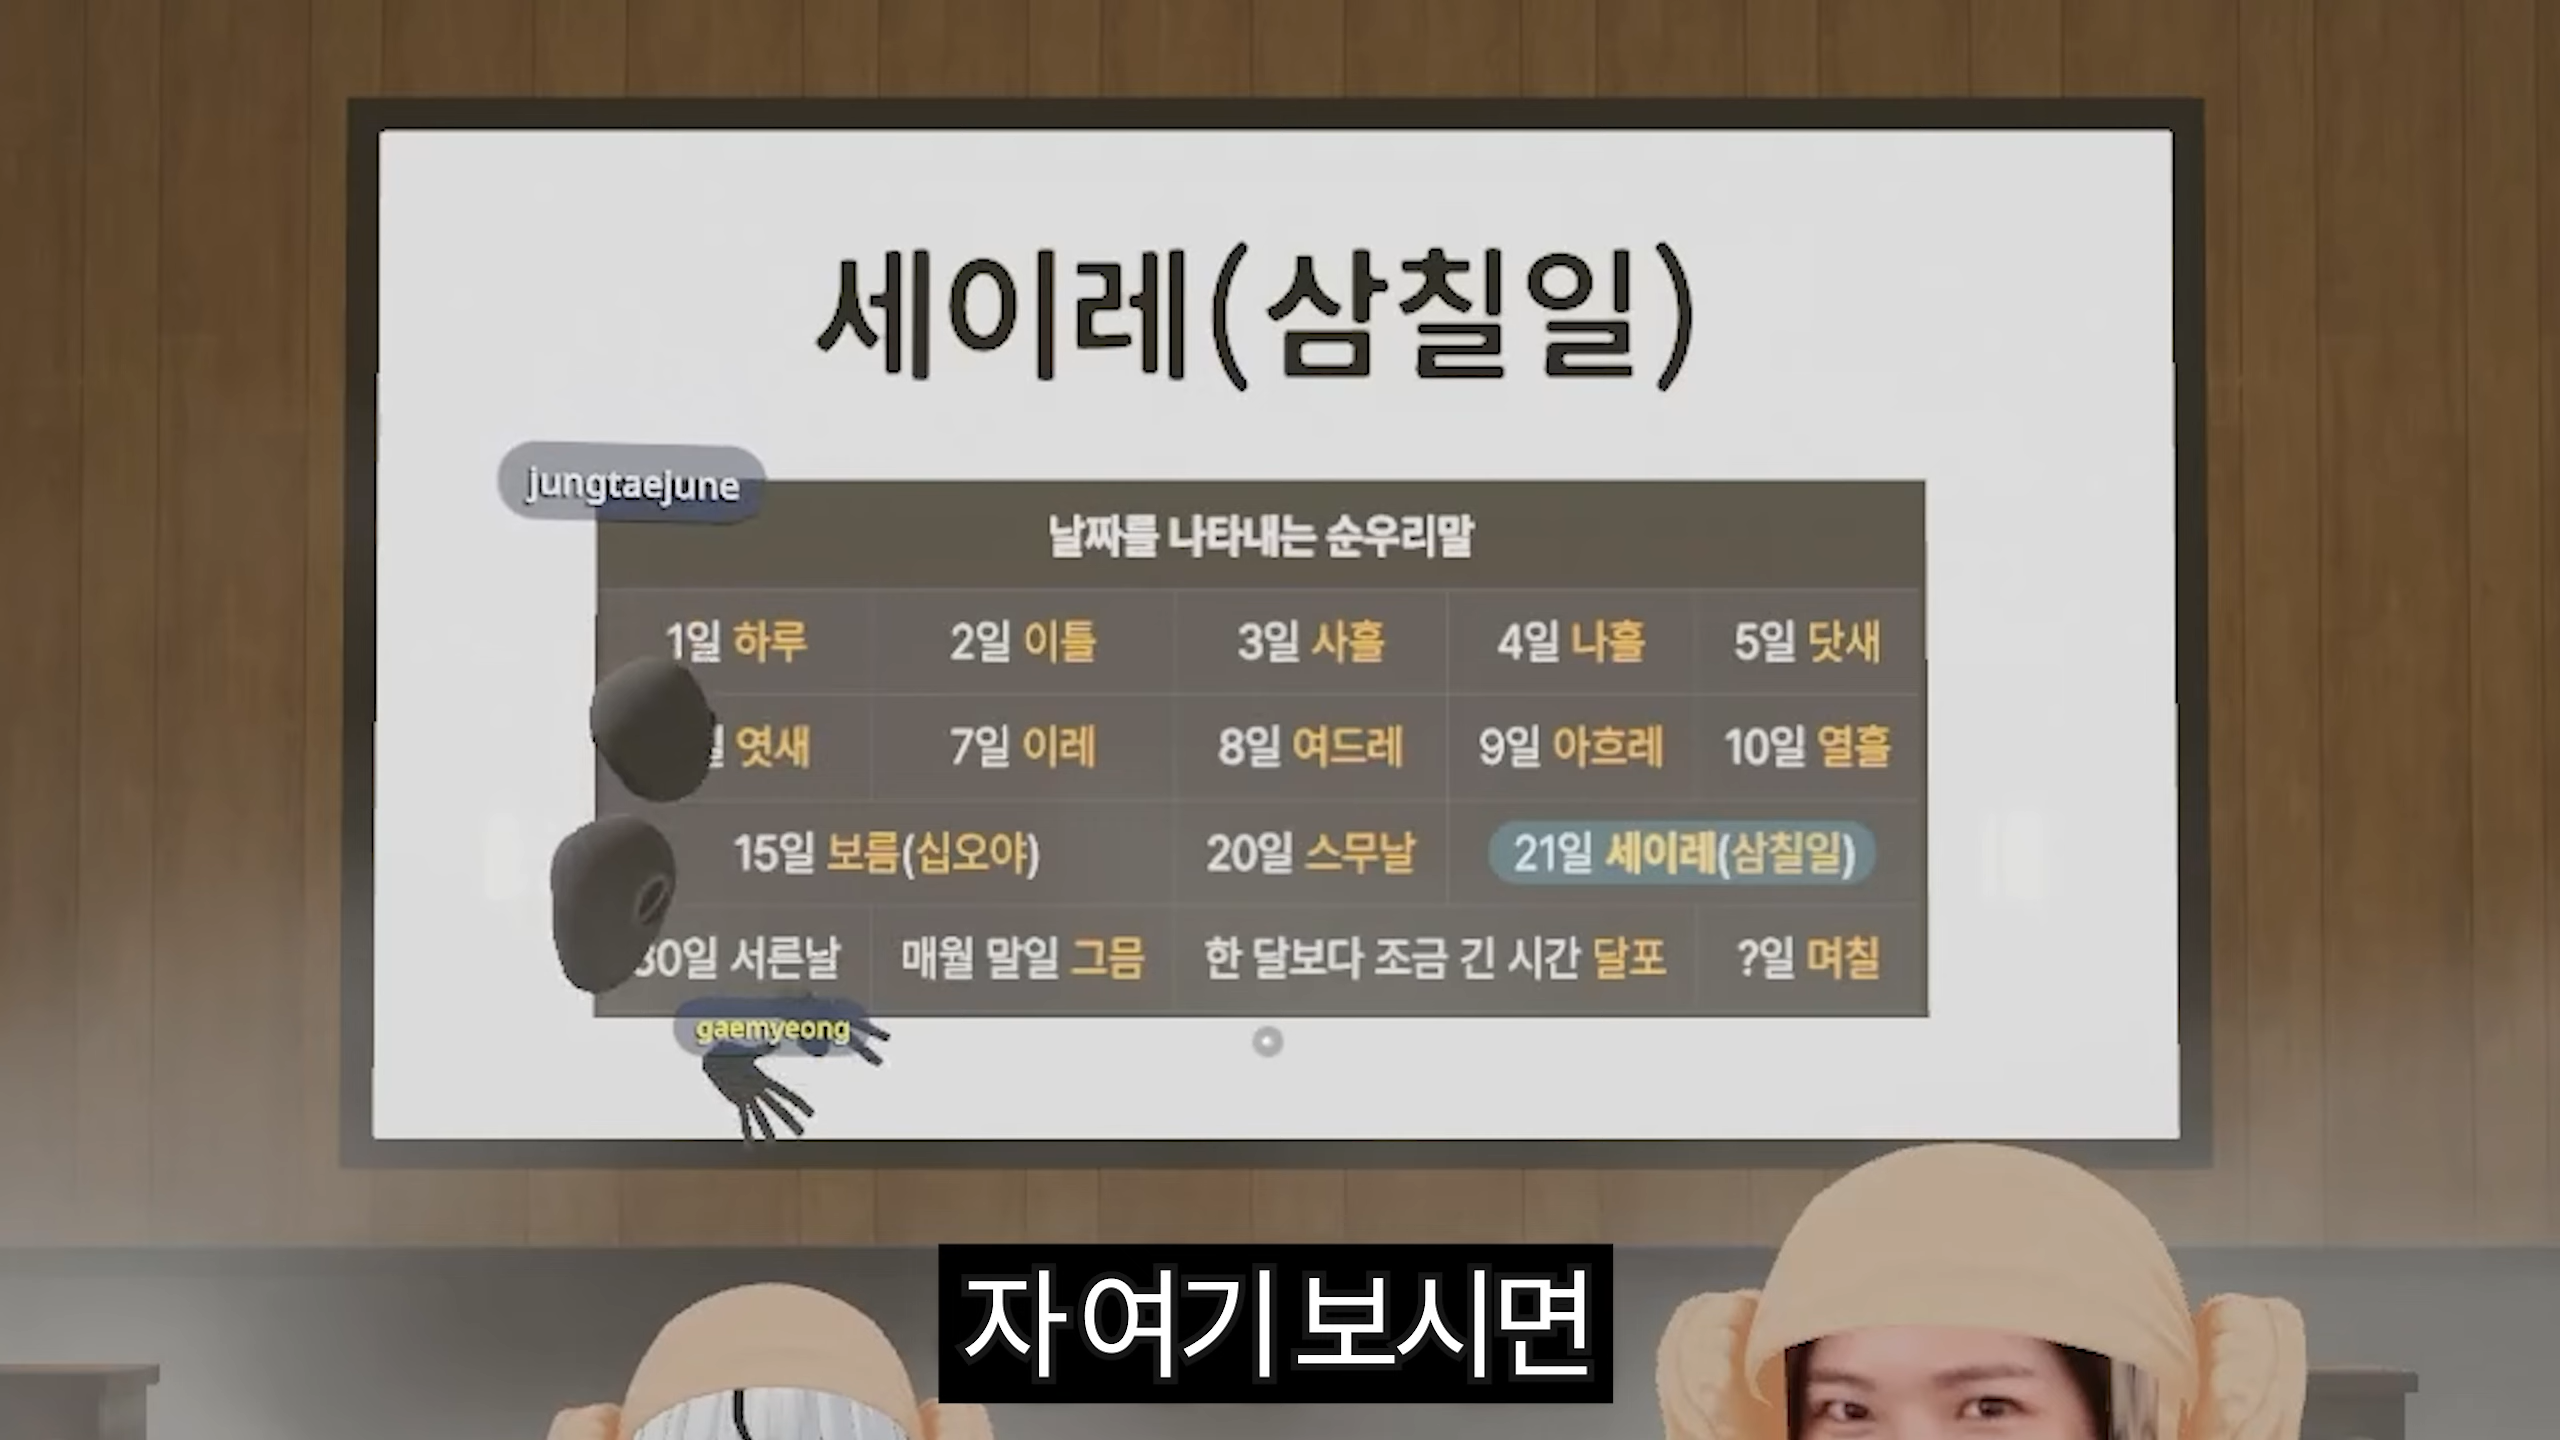 세이레(삼칠일)
jungtaejune
날짜를 나타내는 순우리말
1일 하루 2일 이틀 3일 사흘 4일 나흘 5일 닷새
엿새 7일 이레 8일 여드레 9일 아흐레 10일 열흘
15일 보름(십오야) 20일 스무날 21일 세이레(삼칠일)
30일 서른날 매월 말일 그믐 한 달보다 조금 긴 시간 달포 ?일 며칠
gaemyeong
자 여기 보시면